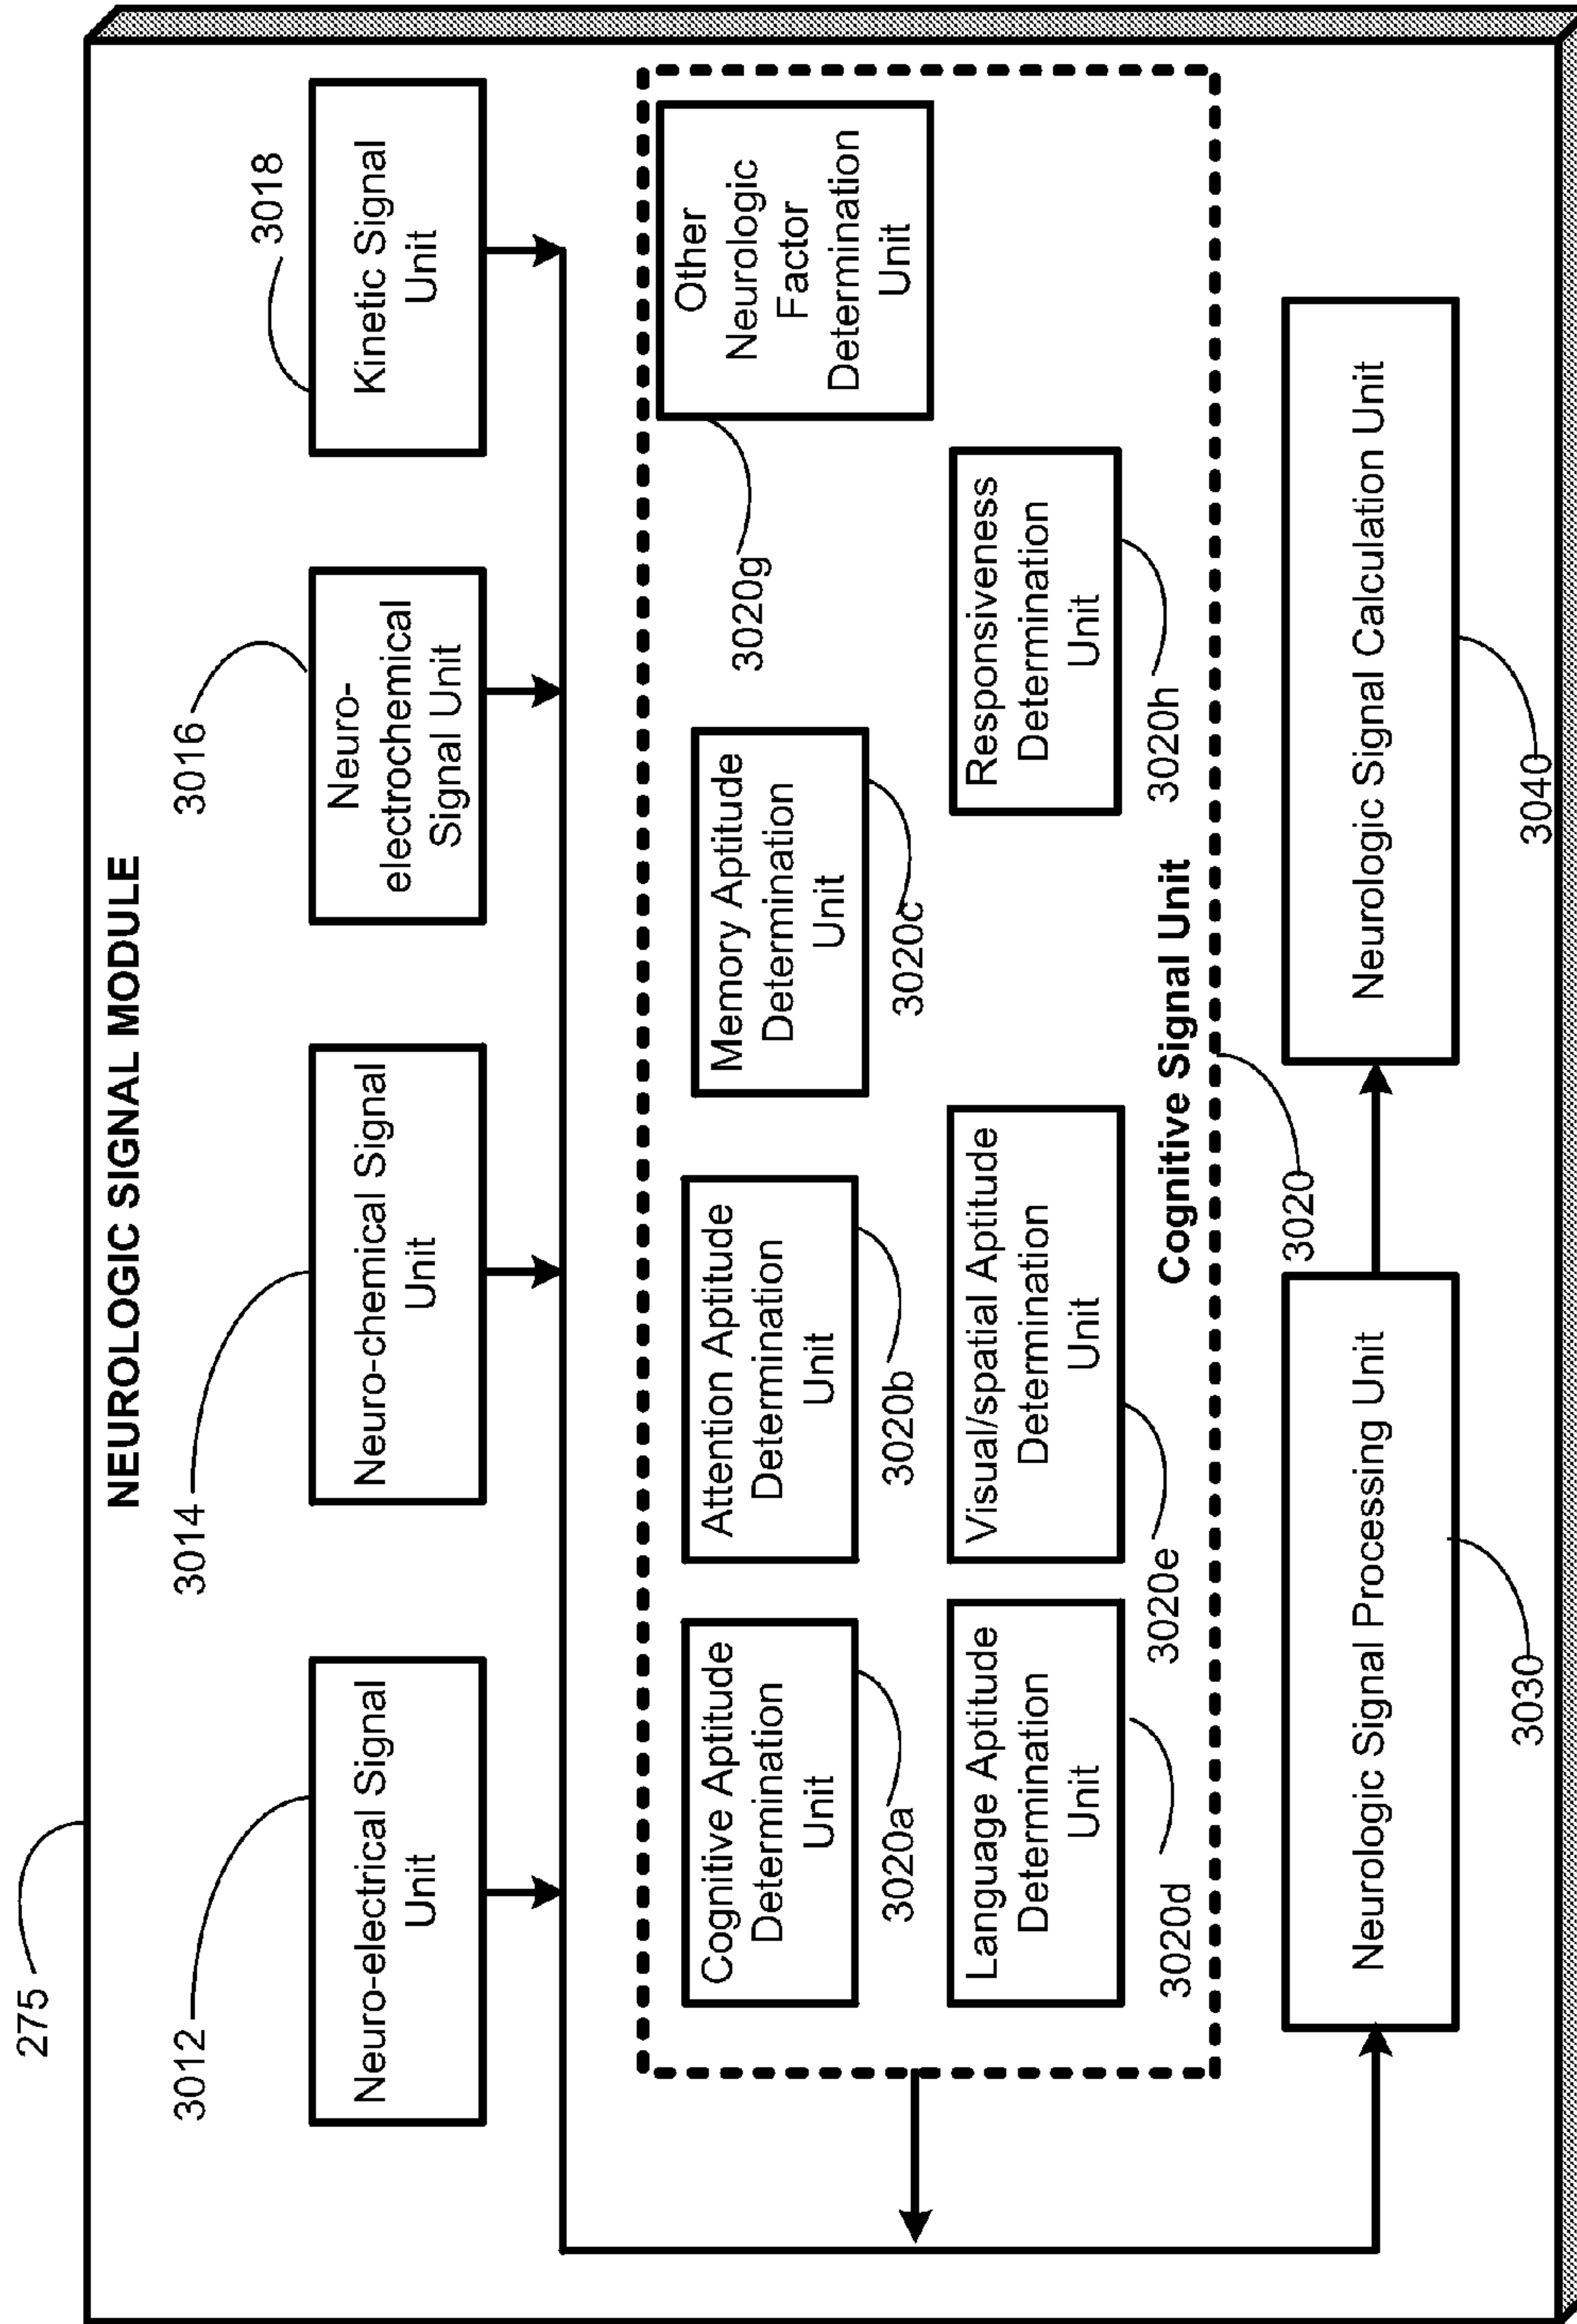 275
NEUROLOGIC SIGNAL MODULE
3012
Neuro-electrical Signal
Unit
3014
Neuro-chemical Signal
Unit
3016
Neuro-
electrochemical
Signal Unit
3018
Kinetic Signal
Unit
Cognitive Aptitude
Determination
Unit
3020a
Attention Aptitude
Determination
Unit
3020b
Memory Aptitude
Determination
Unit
3020c
Other
Neurologic
Factor
Determination
Unit
3020g
Language Aptitude
Determination
Unit
3020d
Visual/spatial Aptitude
Determination
Unit
3020e
Responsiveness
Determination
Unit
3020h
Cognitive Signal Unit
3020
Neurologic Signal Processing Unit
3030
Neurologic Signal Calculation Unit
3040